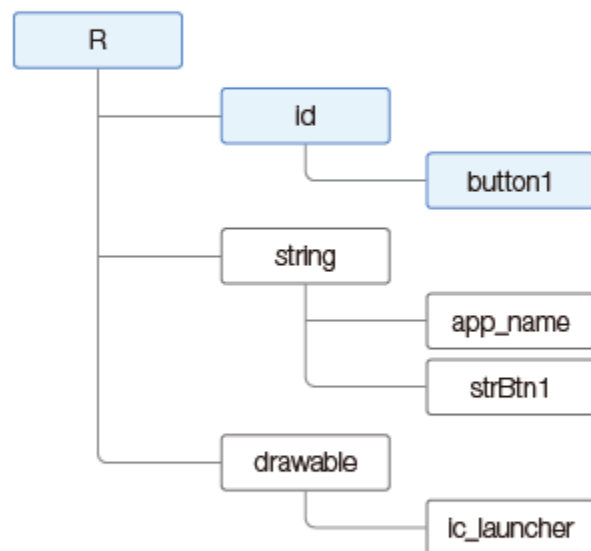 R
id
button1
string
app_name
strBtn1
drawable
ic_launcher